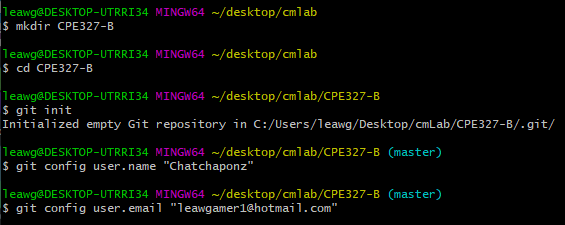 leawg@DESKTOP-UTRRI34 MINGW64 ~/desktop/cmlab
$ mkdir CPE327-B
leawg@DESKTOP-UTRRI34 MINGW64 ~/desktop/cmlab
$ cd CPE327-B
leawg@DESKTOP-UTRRI34 MINGW64 ~/desktop/cmlab/CPE327-B
$ git init
Initialized empty Git repository in C:/Users/leawg/Desktop/cmLab/CPE327-B/.git/
leawg@DESKTOP-UTRRI34 MINGW64 ~/desktop/cmlab/CPE327-B (master)
$ git config user.name "Chatchaponz"
leawg@DESKTOP-UTRRI34 MINGW64 ~/desktop/cmlab/CPE327-B (master)
$ git config user.email "leawgamer1@hotmail.com"